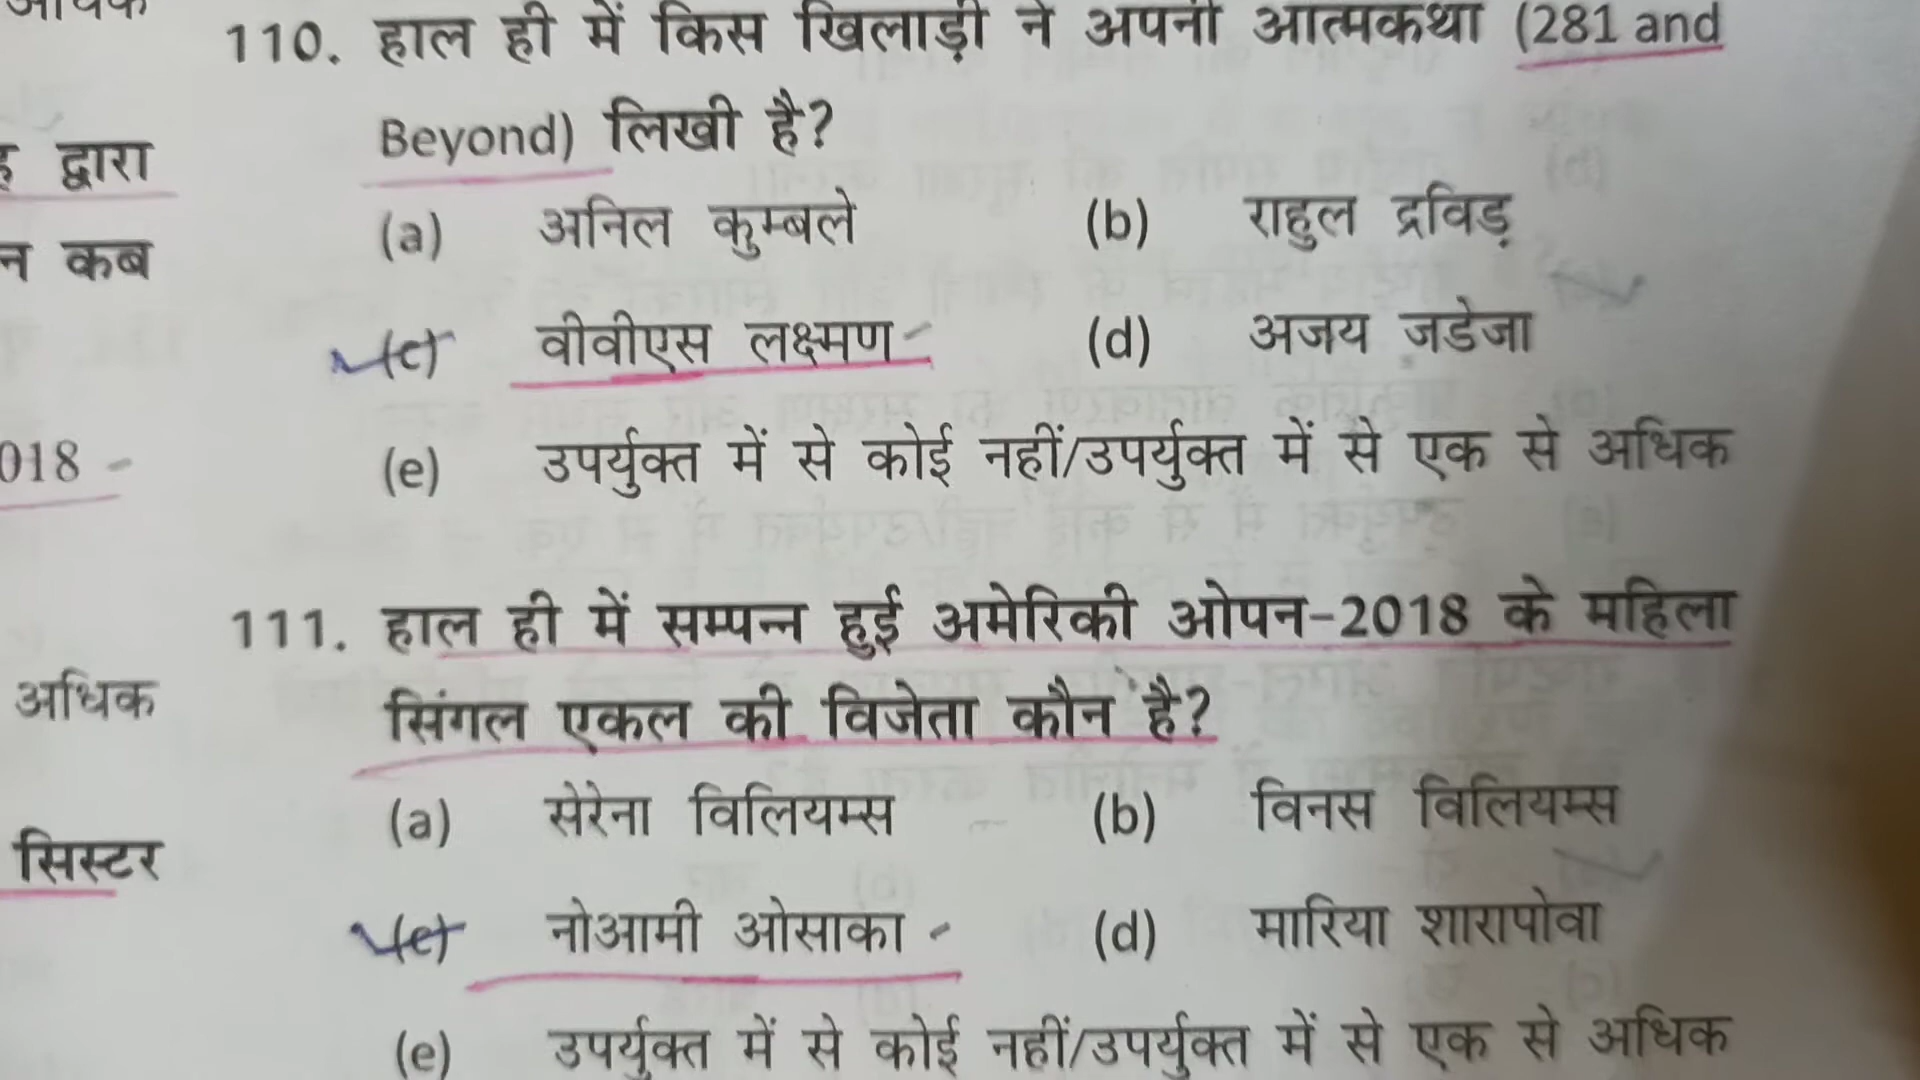 द्वारा
न कब
018
अधिक
सिस्टर
110. हाल ही में किस खिलाड़ी ने अपनी आत्मकथा (281 and
Beyond) लिखी है?
(a) अनिल कुम्बले (b) राहुल द्रविड़
(c) वीवीएस लक्ष्मण (d) अजय जडेजा
(e) उपर्युक्त में से कोई नहीं/उपर्युक्त में से एक से अधिक
111. हाल ही में सम्पन्न हुई अमेरिकी ओपन-2018 के महिला
सिंगल एकल की विजेता कौन है?
(a) सेरेना विलियम्स (b) विनस विलियम्स
(c) नोआमी ओसाका (d) मारिया शारापोवा
(e) उपर्युक्त में से कोई नहीं/उपर्युक्त में से एक से अधिक